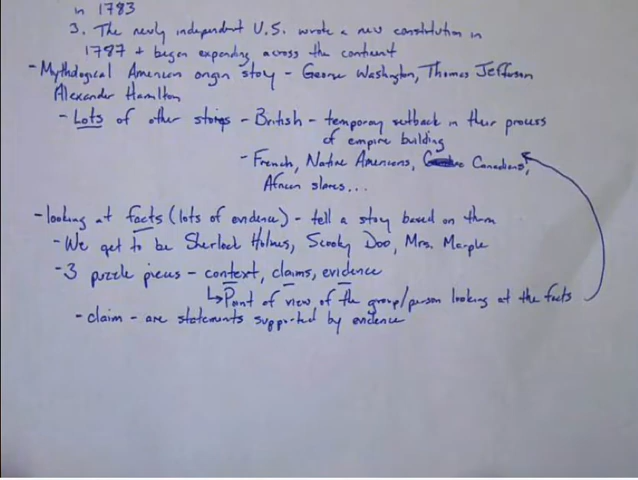 in 1783
3. The newly independent U.S. wrote a new constitution in
1787 + began expanding across the continent
- Mythological American origin story - George Washington, Thomas Jefferson
Alexander Hamilton
- Lots of other stories - British - temporary setback in their process
of empire building
- French, Native Americans, Canadians,
African slaves...
- looking at facts (lots of evidence) - tell a story based on them
- We get to be Sherlock Holmes, Scooby Doo, Mrs. Marple
- 3 puzzle pieces - context, claims, evidence
↳ Point of view of the group/person looking at the facts
- claim - are statements supported by evidence